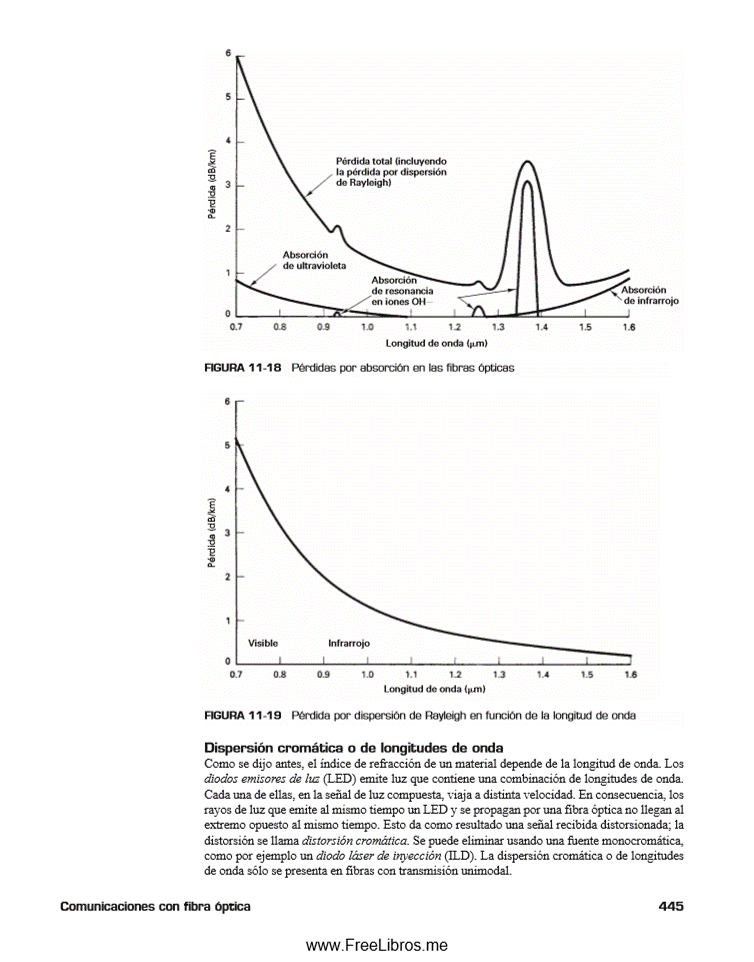 6
5
4
3
2
1
0
Pérdida (dB/km)
Pérdida total (incluyendo
la pérdida por dispersión
de Rayleigh)
Absorción
de ultravioleta
Absorción
de resonancia
en iones OH–
Absorción
de infrarrojo
0.7 0.8 0.9 1.0 1.1 1.2 1.3 1.4 1.5 1.6
Longitud de onda (μm)
FIGURA 11-18 Pérdidas por absorción en las fibras ópticas
6
5
4
3
2
1
0
Pérdida (dB/km)
Visible Infrarrojo
0.7 0.8 0.9 1.0 1.1 1.2 1.3 1.4 1.5 1.6
Longitud de onda (μm)
FIGURA 11-19 Pérdida por dispersión de Rayleigh en función de la longitud de onda
Dispersión cromática o de longitudes de onda
Como se dijo antes, el índice de refracción de un material depende de la longitud de onda. Los
diodos emisores de luz (LED) emite luz que contiene una combinación de longitudes de onda.
Cada una de ellas, en la señal de luz compuesta, viaja a distinta velocidad. En consecuencia, los
rayos de luz que emite al mismo tiempo un LED y se propagan por una fibra óptica no llegan al
extremo opuesto al mismo tiempo. Esto da como resultado una señal recibida distorsionada; la
distorsión se llama distorsión cromática. Se puede eliminar usando una fuente monocromática,
como por ejemplo un diodo láser de inyección (ILD). La dispersión cromática o de longitudes
de onda sólo se presenta en fibras con transmisión unimodal.
Comunicaciones con fibra óptica 445
www.FreeLibros.me